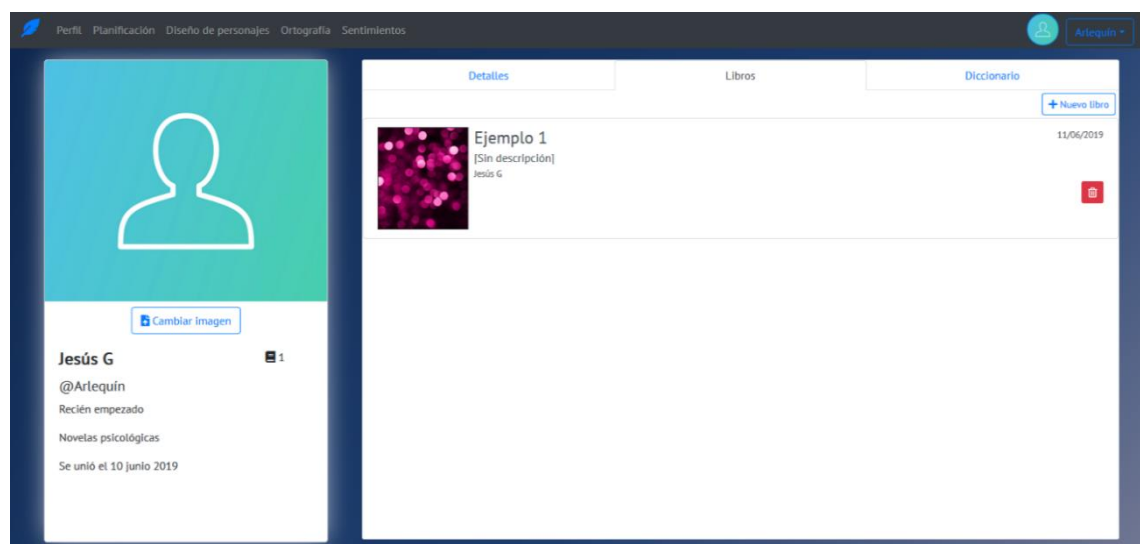 Perfil Planificación Diseño de personajes Ortografía Sentimientos
Arlequín
Detalles Libros Diccionario
Nuevo libro
Ejemplo 1
11/06/2019
[Sin descripción]
Jesús G
Cambiar imagen
Jesús G 1
@Arlequín
Recién empezado
Novelas psicológicas
Se unió el 10 junio 2019